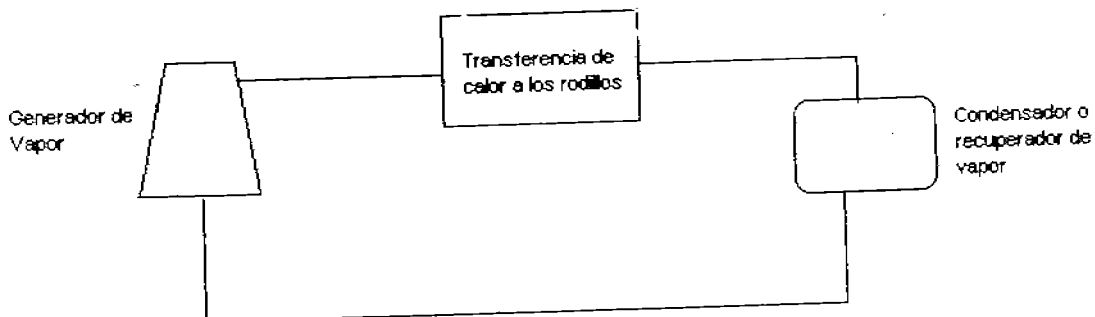 Transferencia de
calor a los rodillos
Generador de
Vapor
Condensador o
recuperador de
vapor